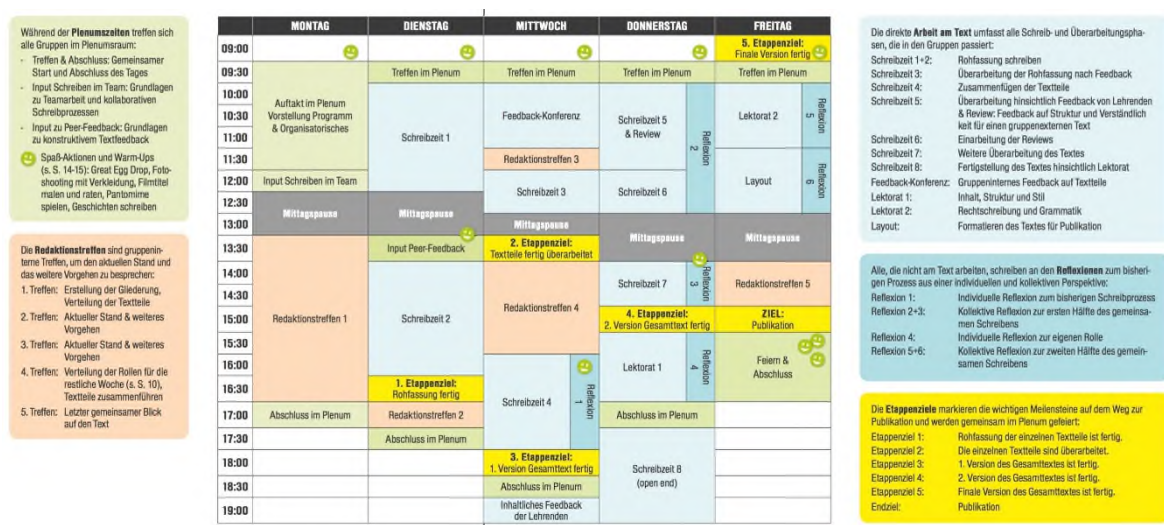 Während der Plenumszeiten treffen sich
alle Gruppen im Plenumsraum:
- Treffen & Abschluss: Gemeinsamer
Start und Abschluss des Tages
- Input Schreiben im Team: Grundlagen
zu Teamarbeit und kollaborativen
Schreibprozessen
- Input zu Peer-Feedback: Grundlagen
zu konstruktivem Textfeedback
Spaß-Aktionen und Warm-Ups
(s. S. 14-15): Great Egg Drop, Foto-
shooting mit Verkleidung, Filmtitel
malen und raten, Pantomime
spielen, Geschichten schreiben
Die Redaktionstreffen sind gruppenin-
terne Treffen, um den aktuellen Stand und
das weitere Vorgehen zu besprechen:
1. Treffen: Erstellung der Gliederung,
Verteilung der Textteile
2. Treffen: Aktueller Stand & weiteres
Vorgehen
3. Treffen: Aktueller Stand & weiteres
Vorgehen
4. Treffen: Verteilung der Rollen für die
restliche Woche (s. S. 10),
Textteile zusammenführen
5. Treffen: Letzter gemeinsamer Blick
auf den Text
MONTAG DIENSTAG MITTWOCH DONNERSTAG FREITAG
09:00 5. Etappenziel:
Finale Version fertig
09:30 Treffen im Plenum Treffen im Plenum Treffen im Plenum Treffen im Plenum
10:00
10:30
11:00
11:30
12:00
12:30
13:00
13:30
14:00
14:30
15:00
15:30
16:00
16:30
17:00
17:30
18:00
18:30
19:00
Auftakt im Plenum
Vorstellung Programm
& Organisatorisches
Input Schreiben im Team
Mittagspause
Redaktionstreffen 1
Abschluss im Plenum
Schreibzeit 1
Mittagspause
Input Peer-Feedback
Schreibzeit 2
1. Etappenziel:
Rohfassung fertig
Redaktionstreffen 2
Abschluss im Plenum
Feedback-Konferenz
Redaktionstreffen 3
Schreibzeit 3
Mittagspause
2. Etappenziel:
Textteile fertig überarbeitet
Redaktionstreffen 4
Schreibzeit 4
Reflexion 1
3. Etappenziel:
1. Version Gesamttext fertig
Abschluss im Plenum
Inhaltliches Feedback
der Lehrenden
Schreibzeit 5
& Review
Reflexion 2
Schreibzeit 6
Mittagspause
Schreibzeit 7
Reflexion 3
4. Etappenziel:
2. Version Gesamttext fertig
Lektorat 1
Reflexion 4
Abschluss im Plenum
Schreibzeit 8
(open end)
Lektorat 2
Reflexion 5
Layout
Reflexion 6
Mittagspause
Redaktionstreffen 5
ZIEL:
Publikation
Feiern &
Abschluss
Die direkte Arbeit am Text umfasst alle Schreib- und Überarbeitungspha-
sen, die in den Gruppen passiert:
Schreibzeit 1+2: Rohfassung schreiben
Schreibzeit 3: Überarbeitung der Rohfassung nach Feedback
Schreibzeit 4: Zusammenfügen der Textteile
Schreibzeit 5: Überarbeitung hinsichtlich Feedback von Lehrenden
& Review: Feedback auf Struktur und Verständlich
keit für einen gruppenexternen Text
Schreibzeit 6: Einarbeitung der Reviews
Schreibzeit 7: Weitere Überarbeitung des Textes
Schreibzeit 8: Fertigstellung des Textes hinsichtlich Lektorat
Feedback-Konferenz: Gruppeninternes Feedback auf Textteile
Lektorat 1: Inhalt, Struktur und Stil
Lektorat 2: Rechtschreibung und Grammatik
Layout: Formatieren des Textes für Publikation
Alle, die nicht am Text arbeiten, schreiben an den Reflexionen zum bisheri-
gen Prozess aus einer individuellen und kollektiven Perspektive:
Reflexion 1: Individuelle Reflexion zum bisherigen Schreibprozess
Reflexion 2+3: Kollektive Reflexion zur ersten Hälfte des gemeinsa-
men Schreibens
Reflexion 4: Individuelle Reflexion zur eigenen Rolle
Reflexion 5+6: Kollektive Reflexion zur zweiten Hälfte des gemein-
samen Schreibens
Die Etappenziele markieren die wichtigen Meilensteine auf dem Weg zur
Publikation und werden gemeinsam im Plenum gefeiert:
Etappenziel 1: Rohfassung der einzelnen Textteile ist fertig.
Etappenziel 2: Die einzelnen Textteile sind überarbeitet.
Etappenziel 3: 1. Version des Gesamttextes ist fertig.
Etappenziel 4: 2. Version des Gesamttextes ist fertig.
Etappenziel 5: Finale Version des Gesamttextes ist fertig.
Endziel: Publikation